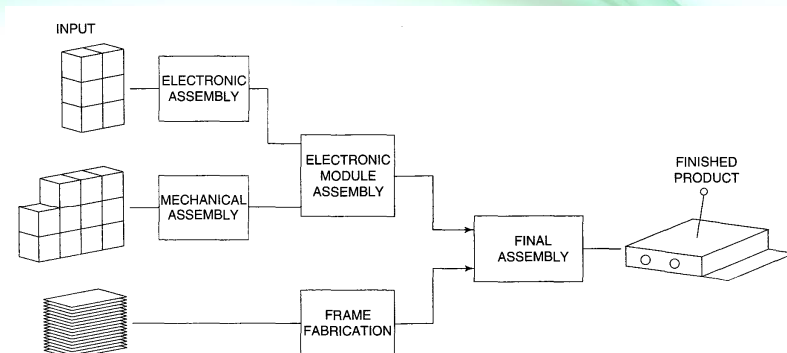 INPUT
ELECTRONIC
ASSEMBLY
MECHANICAL
ASSEMBLY
ELECTRONIC
MODULE
ASSEMBLY
FRAME
FABRICATION
FINAL
ASSEMBLY
FINISHED
PRODUCT